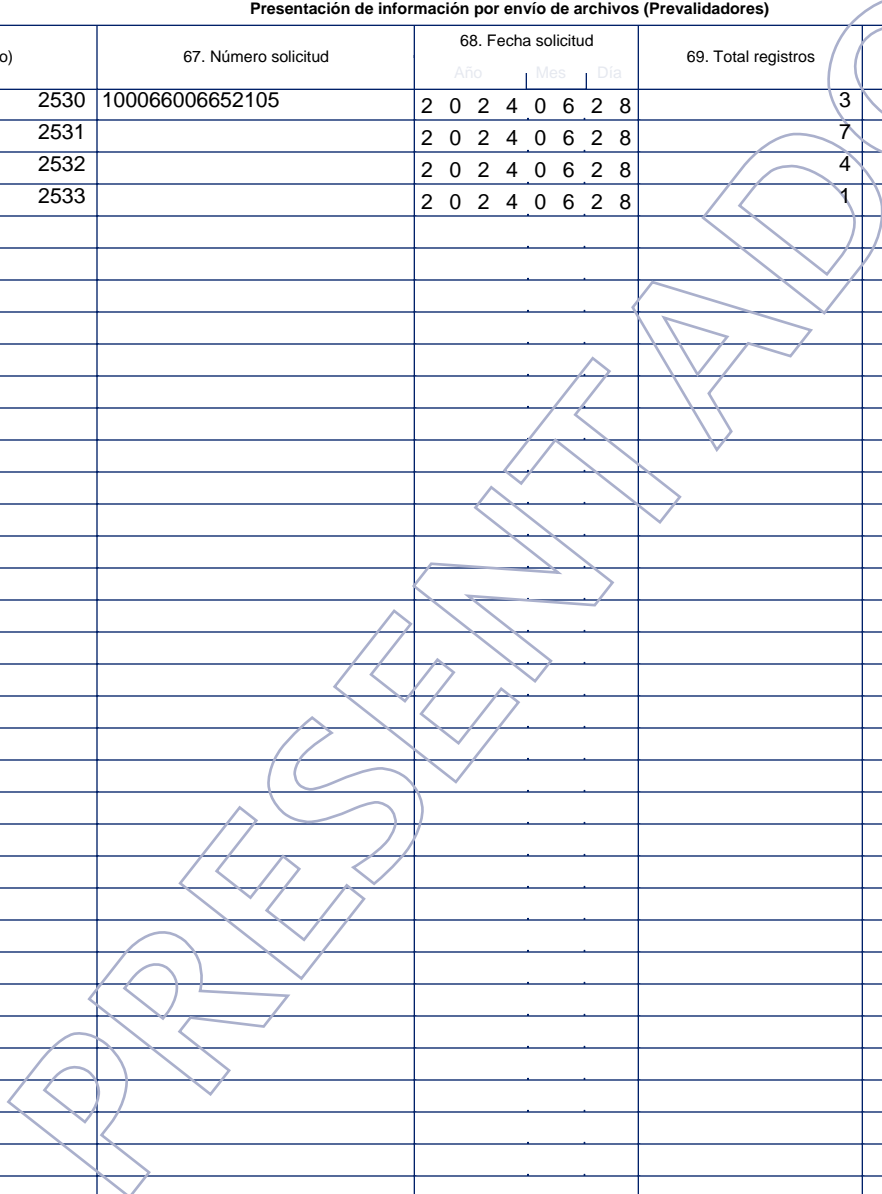 Presentación de información por envío de archivos (Prevalidadores)
o) 67. Número solicitud 68. Fecha solicitud 69. Total registros
Año Mes Día
2530 100066006652105 2 0 2 4 0 6 2 8 3
2531 2 0 2 4 0 6 2 8 7
2532 2 0 2 4 0 6 2 8 4
2533 2 0 2 4 0 6 2 8 1
PRESENTADO